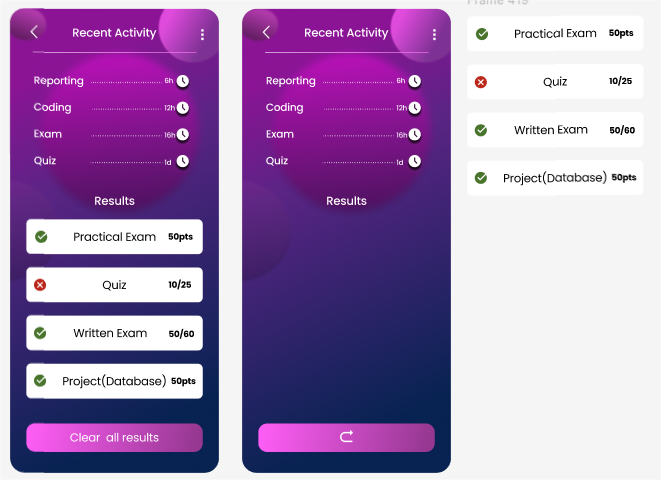 Recent Activity
Reporting 6h
Coding 12h
Exam 16h
Quiz 1d
Results
Practical Exam 50pts
Quiz 10/25
Written Exam 50/60
Project(Database) 50pts
Clear all results
Recent Activity
Reporting 6h
Coding 12h
Exam 16h
Quiz 1d
Results
Frame 419
Practical Exam 50pts
Quiz 10/25
Written Exam 50/60
Project(Database) 50pts